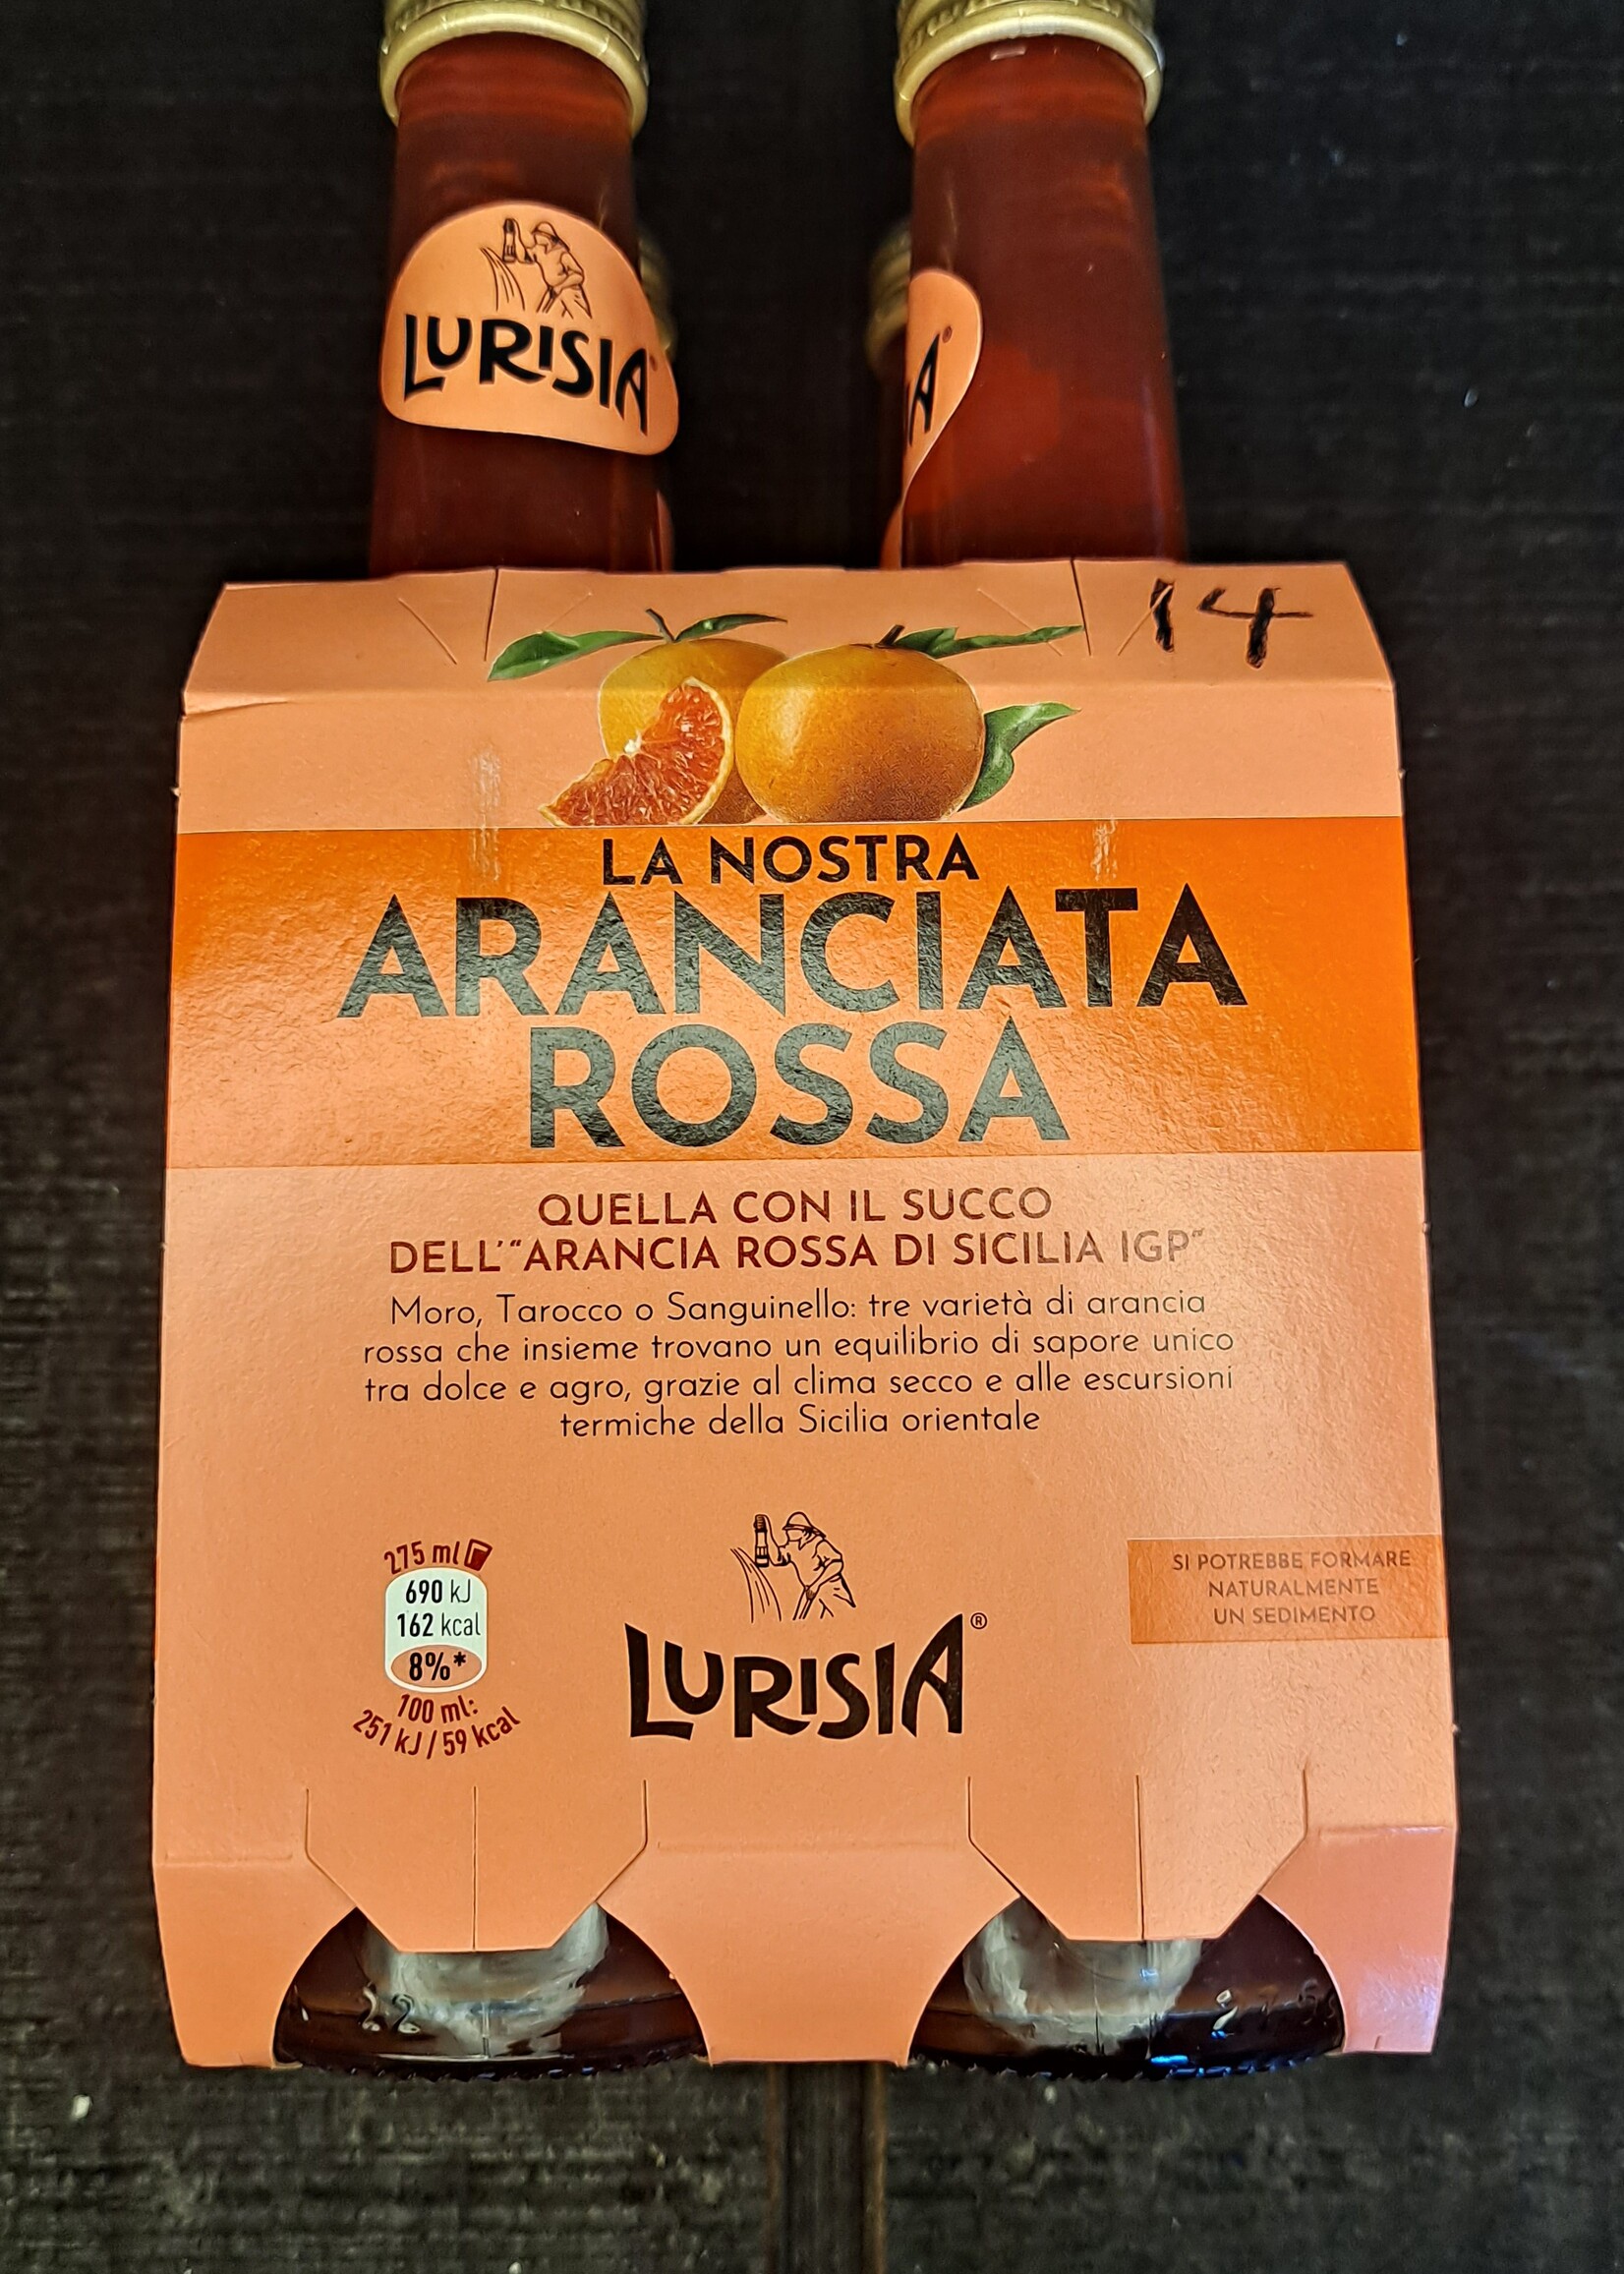 LURISIA
A®
14
LA NOSTRA
ARANCIATA
ROSSA
QUELLA CON IL SUCCO
DELL'“ARANCIA ROSSA DI SICILIA IGP”
Moro, Tarocco o Sanguinello: tre varietà di arancia
rossa che insieme trovano un equilibrio di sapore unico
tra dolce e agro, grazie al clima secco e alle escursioni
termiche della Sicilia orientale
275 ml
690 kJ
162 kcal
8%*
100 ml:
251 kJ / 59 kcal
LURISIA®
SI POTREBBE FORMARE
NATURALMENTE
UN SEDIMENTO